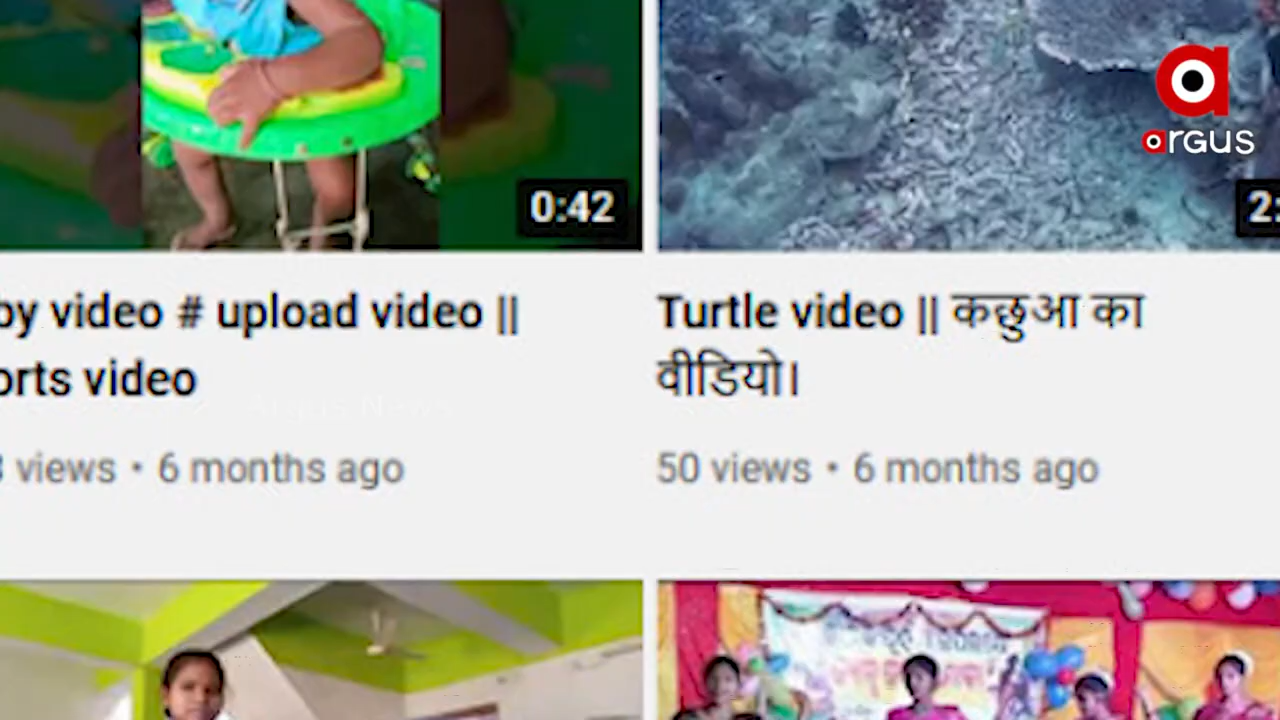 argus
0:42
2:
by video # upload video ||
orts video
views • 6 months ago
Turtle video || कछुआ का
वीडियो।
50 views • 6 months ago